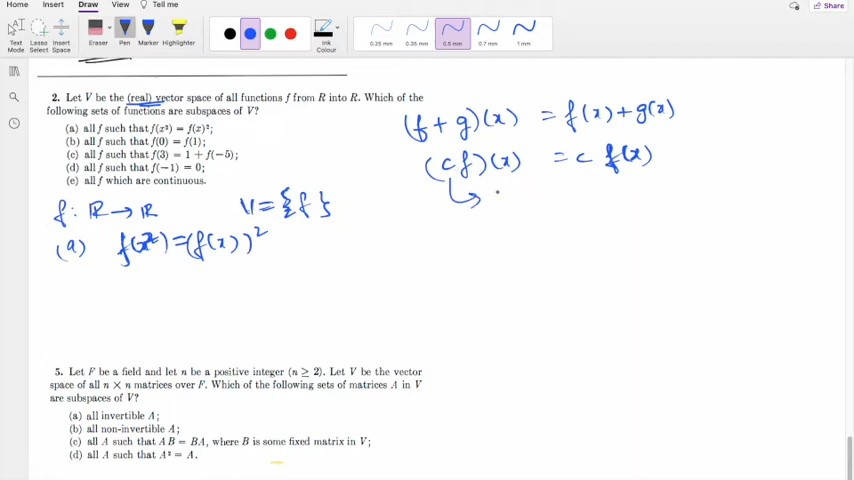 Home Insert Draw View Tell me
Share
Text Mode
Lasso Select
Insert Space
Eraser
Pen
Marker
Highlighter
Ink Colour
0.25 mm
0.35 mm
0.5 mm
0.7 mm
1 mm
2. Let V be the (real) vector space of all functions f from R into R. Which of the
following sets of functions are subspaces of V?
(a) all f such that f(x²) = f(x)²;
(b) all f such that f(0) = f(1);
(c) all f such that f(3) = 1 + f(−5);
(d) all f such that f(−1) = 0;
(e) all f which are continuous.
(f+g)(x) = f(x)+g(x)
(cf)(x) = c f(x)
f: ℝ → ℝ V = {f}
(a) f(x²) = (f(x))²
5. Let F be a field and let n be a positive integer (n ≥ 2). Let V be the vector
space of all n × n matrices over F. Which of the following sets of matrices A in V
are subspaces of V?
(a) all invertible A;
(b) all non-invertible A;
(c) all A such that AB = BA, where B is some fixed matrix in V;
(d) all A such that A² = A.